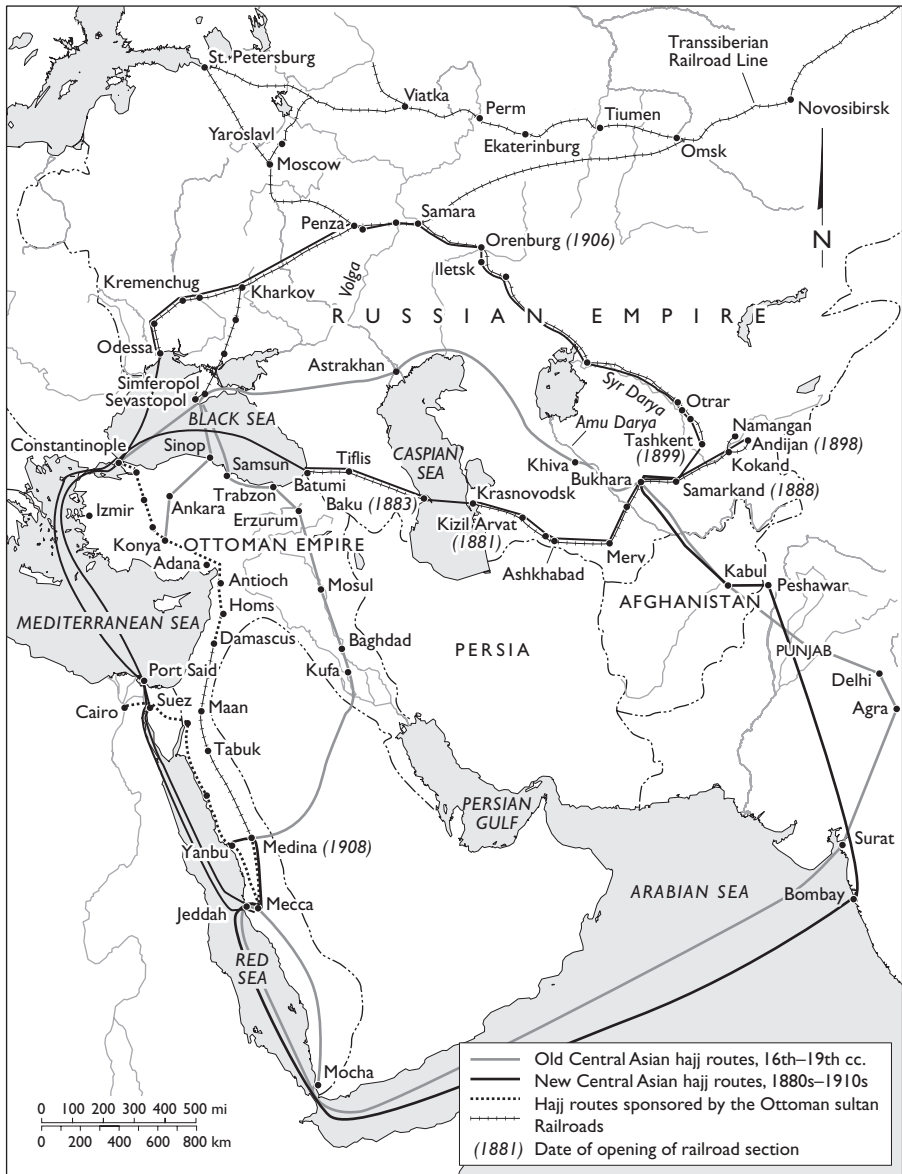 St. Petersburg
Transsiberian
Railroad Line
Viatka
Perm
Tiumen
Novosibirsk
Yaroslavl
Ekaterinburg
Omsk
Moscow
N
Penza
Samara
Orenburg (1906)
Iletsk
Volga
Kremenchug
Kharkov
RUSSIAN EMPIRE
Odessa
Astrakhan
Simferopol
Sevastopol
Syr Darya
Otrar
BLACK SEA
Amu Darya
Namangan
Constantinople
Sinop
CASPIAN
SEA
Tashkent
(1899)
Andijan (1898)
Kokand
Khiva
Samsun
Tiflis
Bukhara
Batumi
Trabzon
Baku (1883)
Krasnovodsk
Samarkand (1888)
Ankara
Izmir
Erzurum
Kizil Arvat
(1881)
Konya
OTTOMAN EMPIRE
Merv
Adana
Ashkhabad
Antioch
Mosul
Kabul
Peshawar
AFGHANISTAN
Homs
MEDITERRANEAN SEA
Damascus
Baghdad
PERSIA
PUNJAB
Port Said
Kufa
Delhi
Suez
Cairo
Maan
Agra
Tabuk
PERSIAN
GULF
Yanbu
Medina (1908)
Surat
ARABIAN SEA
Bombay
Jeddah
Mecca
RED
SEA
Mocha
Old Central Asian hajj routes, 16th–19th cc.
New Central Asian hajj routes, 1880s–1910s
Hajj routes sponsored by the Ottoman sultan
Railroads
(1881) Date of opening of railroad section
0 100 200 300 400 500 mi
0 200 400 600 800 km